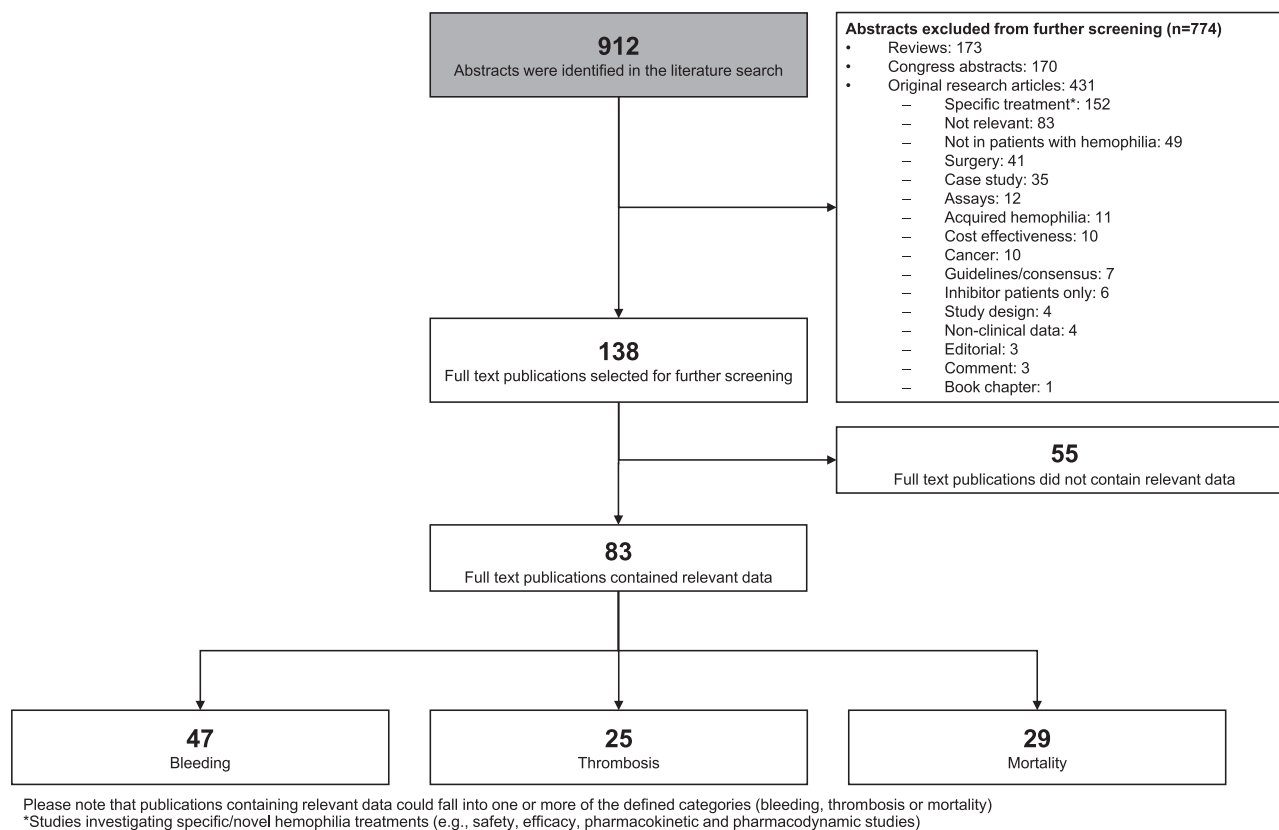 912
Abstracts were identified in the literature search
Abstracts excluded from further screening (n=774)
• Reviews: 173
• Congress abstracts: 170
• Original research articles: 431
– Specific treatment*: 152
– Not relevant: 83
– Not in patients with hemophilia: 49
– Surgery: 41
– Case study: 35
– Assays: 12
– Acquired hemophilia: 11
– Cost effectiveness: 10
– Cancer: 10
– Guidelines/consensus: 7
– Inhibitor patients only: 6
– Study design: 4
– Non-clinical data: 4
– Editorial: 3
– Comment: 3
– Book chapter: 1
138
Full text publications selected for further screening
55
Full text publications did not contain relevant data
83
Full text publications contained relevant data
47
Bleeding
25
Thrombosis
29
Mortality
Please note that publications containing relevant data could fall into one or more of the defined categories (bleeding, thrombosis or mortality)
*Studies investigating specific/novel hemophilia treatments (e.g., safety, efficacy, pharmacokinetic and pharmacodynamic studies)